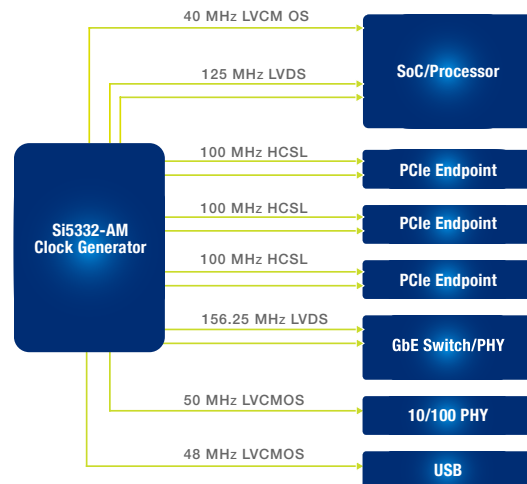 40 MHz LVCM OS
SoC/Processor
125 MHz LVDS
100 MHz HCSL
PCIe Endpoint
Si5332-AM
Clock Generator
100 MHz HCSL
PCIe Endpoint
100 MHz HCSL
PCIe Endpoint
156.25 MHz LVDS
GbE Switch/PHY
50 MHz LVCMOS
10/100 PHY
48 MHz LVCMOS
USB